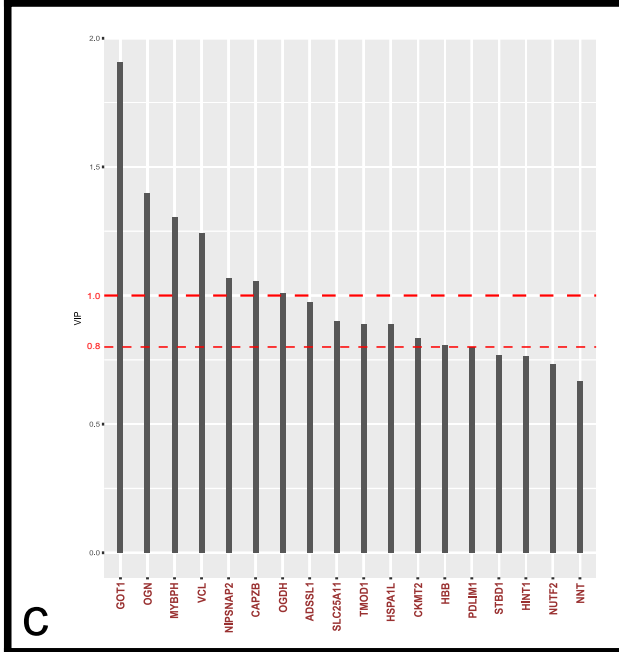 2.0
1.5
1.0
VIP
0.8
0.5
0.0
GOT1
OGN
MYBPH
VCL
NIPSNAP2
CAPZB
OGDH
ADSSL1
SLC25A11
TMOD1
HSPA1L
CKMT2
HBB
PDLIM1
STBD1
HINT1
NUTF2
NNT
C